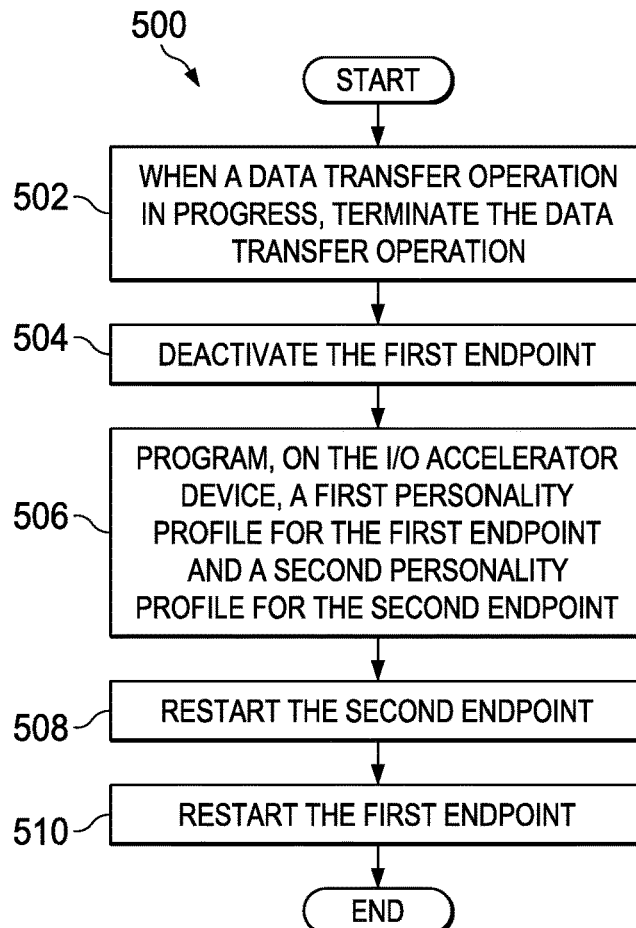 500
START
502
WHEN A DATA TRANSFER OPERATION
IN PROGRESS, TERMINATE THE DATA
TRANSFER OPERATION
504
DEACTIVATE THE FIRST ENDPOINT
506
PROGRAM, ON THE I/O ACCELERATOR
DEVICE, A FIRST PERSONALITY
PROFILE FOR THE FIRST ENDPOINT
AND A SECOND PERSONALITY
PROFILE FOR THE SECOND ENDPOINT
508
RESTART THE SECOND ENDPOINT
510
RESTART THE FIRST ENDPOINT
END